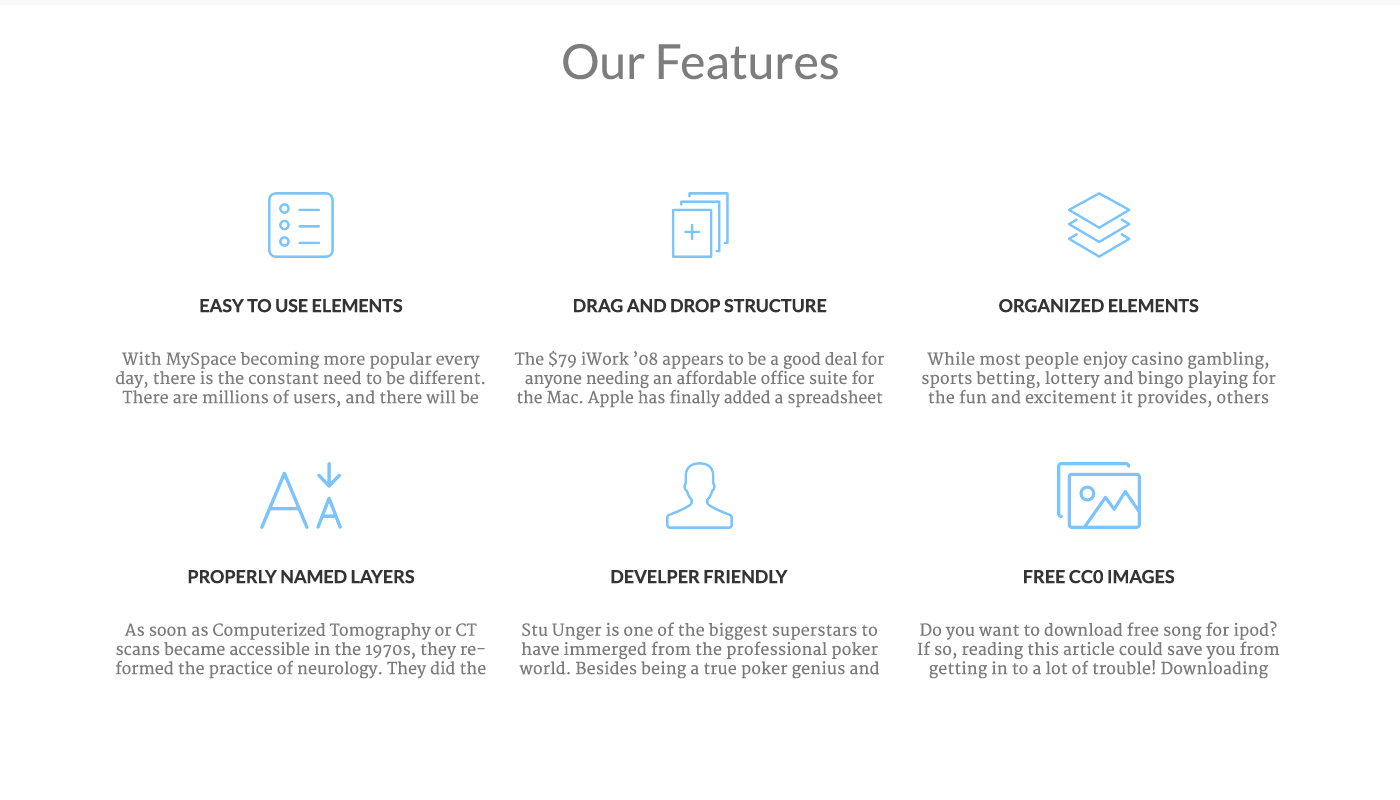 Our Features
EASY TO USE ELEMENTS
With MySpace becoming more popular every
day, there is the constant need to be different.
There are millions of users, and there will be
DRAG AND DROP STRUCTURE
The $79 iWork ’08 appears to be a good deal for
anyone needing an affordable office suite for
the Mac. Apple has finally added a spreadsheet
ORGANIZED ELEMENTS
While most people enjoy casino gambling,
sports betting, lottery and bingo playing for
the fun and excitement it provides, others
PROPERLY NAMED LAYERS
As soon as Computerized Tomography or CT
scans became accessible in the 1970s, they re-
formed the practice of neurology. They did the
DEVELPER FRIENDLY
Stu Unger is one of the biggest superstars to
have immerged from the professional poker
world. Besides being a true poker genius and
FREE CC0 IMAGES
Do you want to download free song for ipod?
If so, reading this article could save you from
getting in to a lot of trouble! Downloading